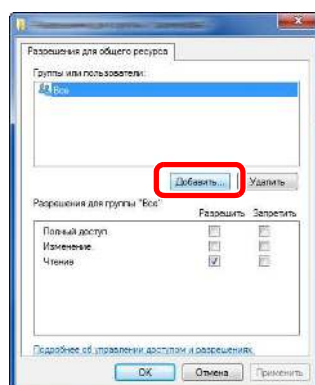 Разрешения для общего ресурса
Группы или пользователи:
Все
Добавить... Удалить
Разрешения для группы "Все"
Разрешить Запретить
Полный доступ
Изменение
Чтение
Подробнее об управлении доступом и разрешениях.
OK Отмена Применить